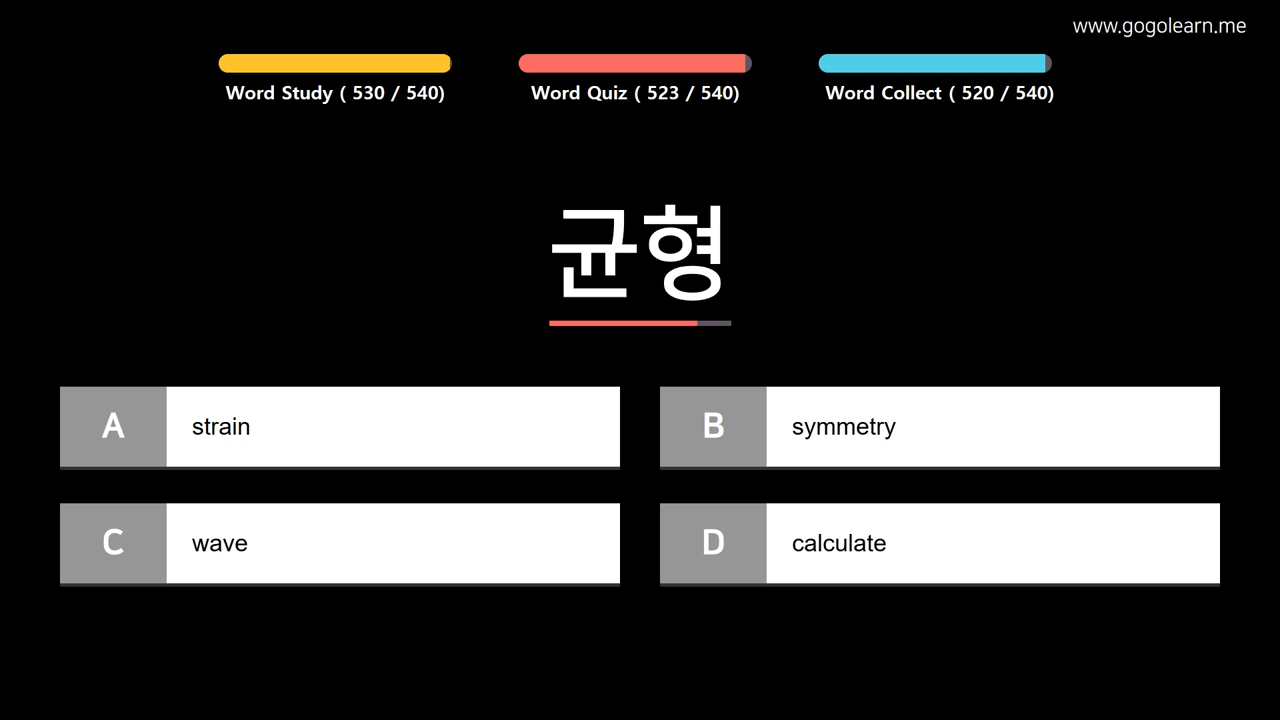 www.gogolearn.me
Word Study ( 530 / 540)
Word Quiz ( 523 / 540)
Word Collect ( 520 / 540)
균형
A strain
B symmetry
C wave
D calculate